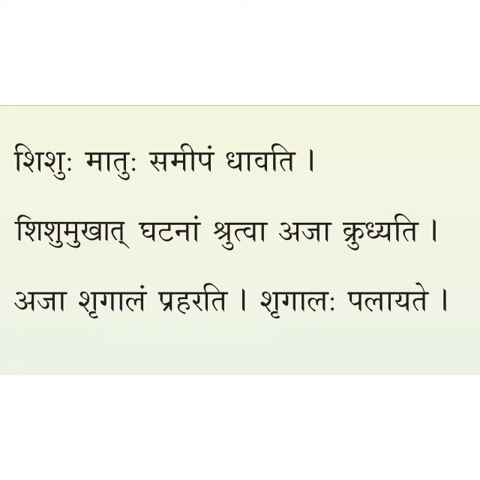 शिशुः मातुः समीपं धावति ।
शिशुमुखात् घटनां श्रुत्वा अजा क्रुध्यति ।
अजा शृगालं प्रहरति । शृगालः पलायते ।